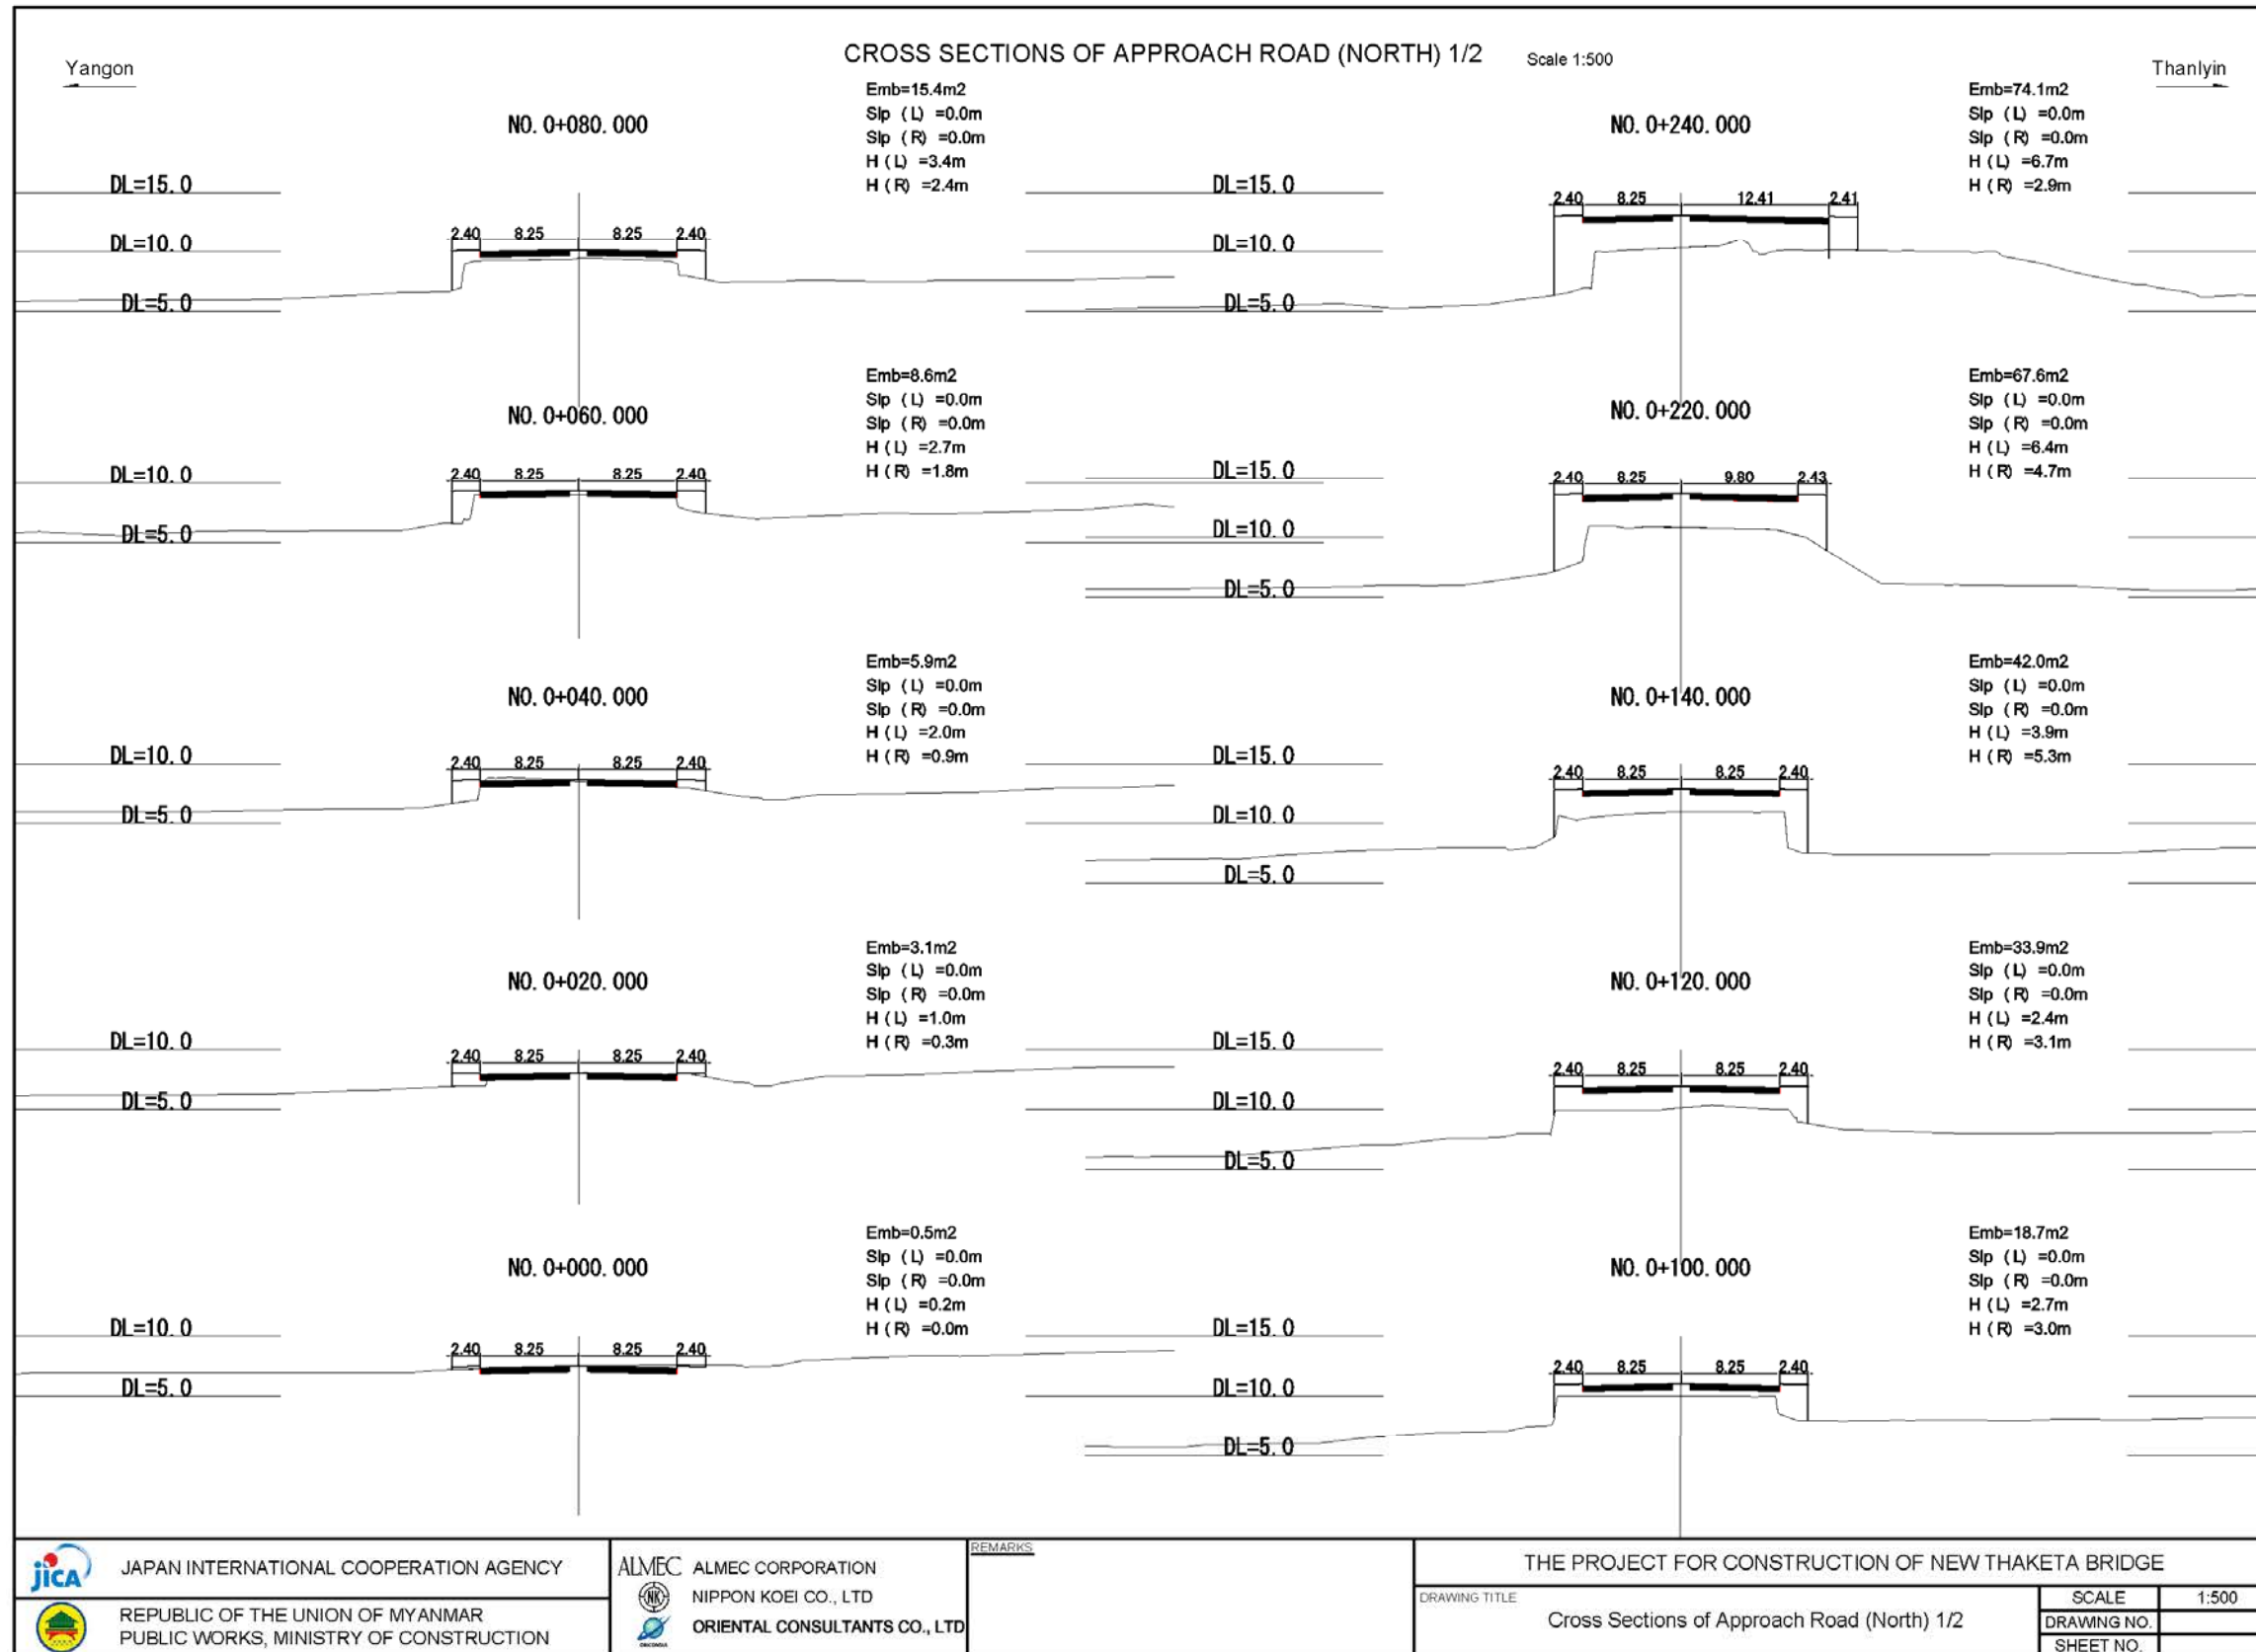 CROSS SECTIONS OF APPROACH ROAD (NORTH) 1/2 Scale 1:500
Yangon
Thanlyin
NO. 0+080. 000
Emb=15.4m2
Slp (L) =0.0m
Slp (R) =0.0m
H (L) =3.4m
H (R) =2.4m
DL=15. 0
DL=10. 0
DL=5. 0
2.40 8.25 8.25 2.40
NO. 0+060. 000
Emb=8.6m2
Slp (L) =0.0m
Slp (R) =0.0m
H (L) =2.7m
H (R) =1.8m
DL=10. 0
DL=5. 0
2.40 8.25 8.25 2.40
NO. 0+040. 000
Emb=5.9m2
Slp (L) =0.0m
Slp (R) =0.0m
H (L) =2.0m
H (R) =0.9m
DL=10. 0
DL=5. 0
2.40 8.25 8.25 2.40
NO. 0+020. 000
Emb=3.1m2
Slp (L) =0.0m
Slp (R) =0.0m
H (L) =1.0m
H (R) =0.3m
DL=10. 0
DL=5. 0
2.40 8.25 8.25 2.40
NO. 0+000. 000
Emb=0.5m2
Slp (L) =0.0m
Slp (R) =0.0m
H (L) =0.2m
H (R) =0.0m
DL=10. 0
DL=5. 0
2.40 8.25 8.25 2.40
NO. 0+240. 000
Emb=74.1m2
Slp (L) =0.0m
Slp (R) =0.0m
H (L) =6.7m
H (R) =2.9m
DL=15. 0
DL=10. 0
DL=5. 0
2.40 8.25 12.41 2.41
NO. 0+220. 000
Emb=67.6m2
Slp (L) =0.0m
Slp (R) =0.0m
H (L) =6.4m
H (R) =4.7m
DL=15. 0
DL=10. 0
DL=5. 0
2.40 8.25 9.80 2.43
NO. 0+140. 000
Emb=42.0m2
Slp (L) =0.0m
Slp (R) =0.0m
H (L) =3.9m
H (R) =5.3m
DL=15. 0
DL=10. 0
DL=5. 0
2.40 8.25 8.25 2.40
NO. 0+120. 000
Emb=33.9m2
Slp (L) =0.0m
Slp (R) =0.0m
H (L) =2.4m
H (R) =3.1m
DL=15. 0
DL=10. 0
DL=5. 0
2.40 8.25 8.25 2.40
NO. 0+100. 000
Emb=18.7m2
Slp (L) =0.0m
Slp (R) =0.0m
H (L) =2.7m
H (R) =3.0m
DL=15. 0
DL=10. 0
DL=5. 0
2.40 8.25 8.25 2.40
jICA JAPAN INTERNATIONAL COOPERATION AGENCY
REPUBLIC OF THE UNION OF MYANMAR
PUBLIC WORKS, MINISTRY OF CONSTRUCTION
ALMEC ALMEC CORPORATION
NK NIPPON KOEI CO., LTD
ORIENTAL CONSULTANTS CO., LTD
REMARKS
THE PROJECT FOR CONSTRUCTION OF NEW THAKETA BRIDGE
DRAWING TITLE
Cross Sections of Approach Road (North) 1/2
SCALE 1:500
DRAWING NO.
SHEET NO.